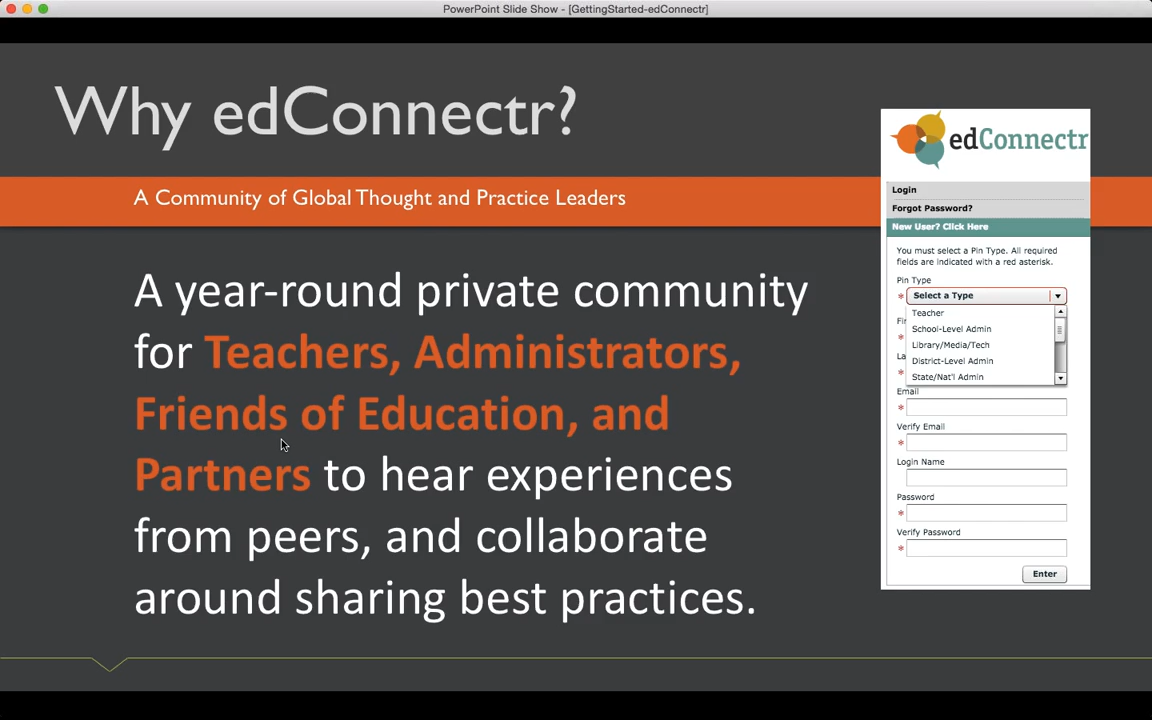 PowerPoint Slide Show - [GettingStarted-edConnectr]
Why edConnectr?
A Community of Global Thought and Practice Leaders
A year-round private community
for Teachers, Administrators,
Friends of Education, and
Partners to hear experiences
from peers, and collaborate
around sharing best practices.
edConnectr
Login
Forgot Password?
New User? Click Here
You must select a Pin Type. All required
fields are indicated with a red asterisk.
Pin Type
* Select a Type
Teacher
School-Level Admin
Library/Media/Tech
District-Level Admin
State/Nat'l Admin
Email
*
Verify Email
*
Login Name
Password
*
Verify Password
*
Enter